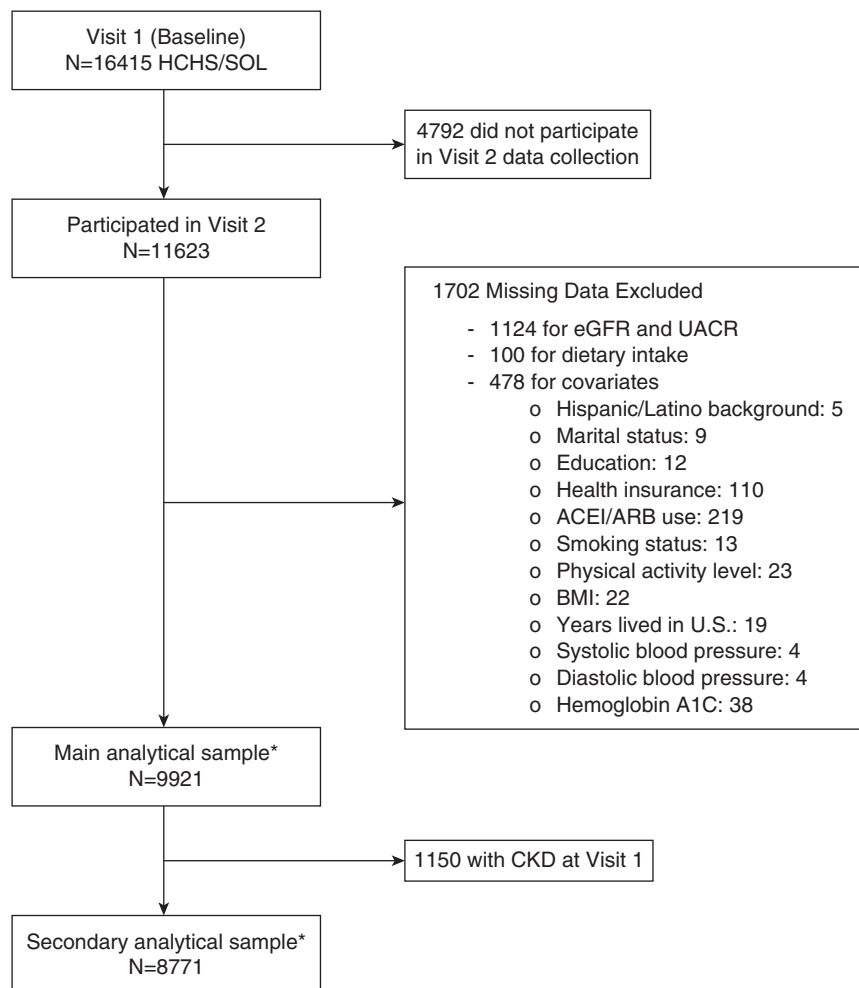 Visit 1 (Baseline)
N=16415 HCHS/SOL
4792 did not participate
in Visit 2 data collection
Participated in Visit 2
N=11623
1702 Missing Data Excluded
- 1124 for eGFR and UACR
- 100 for dietary intake
- 478 for covariates
o Hispanic/Latino background: 5
o Marital status: 9
o Education: 12
o Health insurance: 110
o ACEI/ARB use: 219
o Smoking status: 13
o Physical activity level: 23
o BMI: 22
o Years lived in U.S.: 19
o Systolic blood pressure: 4
o Diastolic blood pressure: 4
o Hemoglobin A1C: 38
Main analytical sample*
N=9921
1150 with CKD at Visit 1
Secondary analytical sample*
N=8771